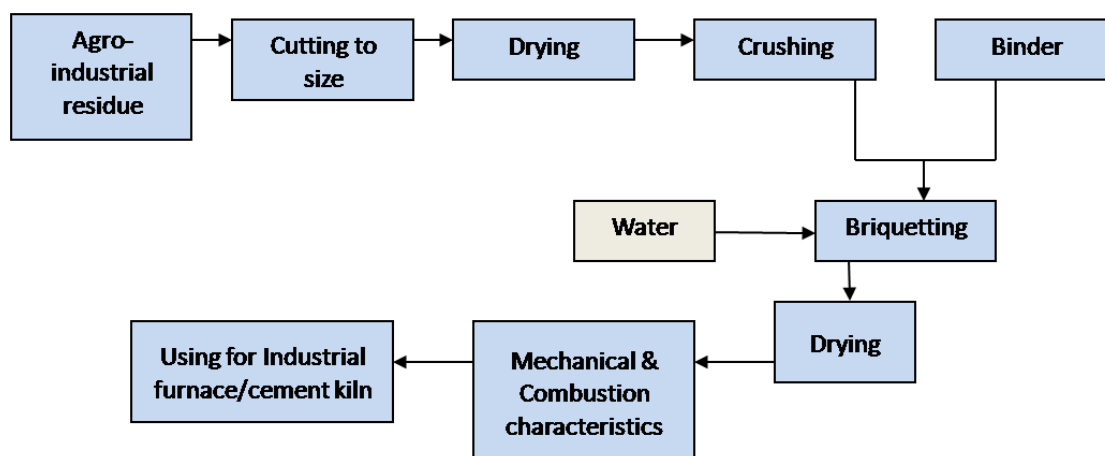 Agro-
industrial
residue
Cutting to
size
Drying
Crushing
Binder
Water
Briquetting
Drying
Mechanical &
Combustion
characteristics
Using for Industrial
furnace/cement kiln